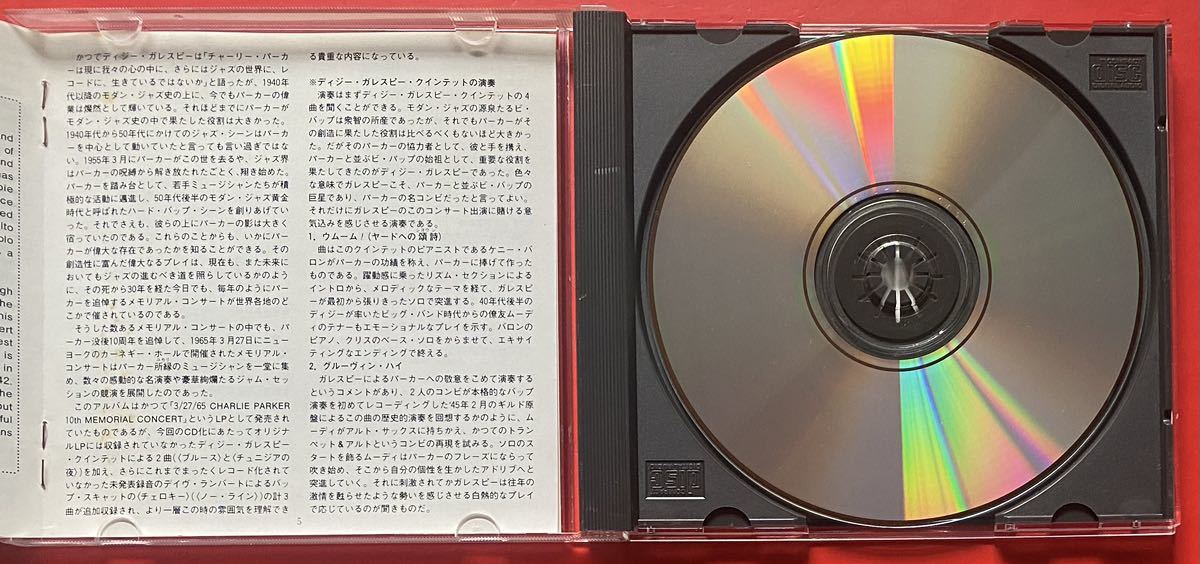 nd
of
nd
gas
pie
ce
ed
lto
olo
a
gh
he
his
ert
est
is
in
42,
he
out
ful
ns
かつてディジー・ガレスピーは「チャーリー・パーカ
ーは現に我々の心の中に、さらにはジャズの世界に、レ
コードに、生きているではないか」と語ったが、1940年
代以降のモダン・ジャズ史の上に、今でもパーカーの偉
業は燦然として輝いている。それほどまでにパーカーが
モダン・ジャズ史の中で果たした役割は大きかった。
1940年代から50年代にかけてのジャズ・シーンはパーカ
ーを中心として動いていたと言っても言い過ぎではな
い。1955年3月にパーカーがこの世を去るや、ジャズ界
はパーカーの呪縛から解き放れたごとく、翔き始めた。
パーカーを踏み台として、若手ミュージシャンたちが積
極的な活動に邁進し、50年代後半のモダン・ジャズ黄金
時代と呼ばれたハード・バップ・シーンを創りあげてい
った。それでさえも、彼らの上にパーカーの影は大きく
宿っていたのである。これらのことからも、いかにパー
カーが偉大な存在であったかを知ることができる。その
創造性に富んだ偉大なるプレイは、現在も、また未来に
おいてもジャズの進むべき道を照らしているかのよう
に、その死から30年を経た今日でも、毎年のようにパー
カーを追悼するメモリアル・コンサートが世界各地のど
こかで催されているのである。
そうした数あるメモリアル・コンサートの中でも、パ
ーカー没後10周年を追悼して、1965年3月27日にニュー
ヨークのカーネギー・ホールで開催されたメモリアル・
コンサートはパーカー所縁のミュージシャンを一堂に集
め、数々の感動的な名演奏や豪華絢爛たるジャム・セッ
ションの競演を展開したのであった。
このアルバムはかつて「3/27/65 CHARLIE PARKER
10th MEMORIAL CONCERT」というLPとして発売され
ていたものであるが、今回のCD化にあたってオリジナ
ルLPには収録されていなかったディジー・ガレスピー
・クインテットによる2曲(〈ブルース〉と〈チュニジアの
夜〉)を加え、さらにこれまでまったくレコード化されて
いなかった未発表録音のデイヴ・ランバートによるバッ
プ・スキャットの〈チェロキー〉(〈ノー・ライン〉)の計3
曲が追加収録され、より一層この時の雰囲気を理解でき
る貴重な内容になっている。
※ディジー・ガレスピー・クインテットの演奏
演奏はまずディジー・ガレスピー・クインテットの4
曲を聞くことができる。モダン・ジャズの源泉たるビ・
バップは衆智の所産であったが、それでもパーカーがそ
の創造に果たした役割は比べるべくもないほど大きかっ
た。だがそのパーカーの協力者として、彼と手を携え、
パーカーと並ぶビ・バップの始祖として、重要な役割を
果たしてきたのがディジー・ガレスピーであった。色々
な意味でガレスピーこそ、パーカーと並ぶビ・バップの
巨星であり、パーカーの名コンビだったと言ってよい。
それだけにガレスピーのこのコンサート出演に賭ける意
気込みを感じさせる演奏である。
1. ウムーム!(ヤードへの頌詩)
曲はこのクインテットのピアニストであるケニー・バ
ロンがパーカーの功績を称え、パーカーに捧げて作っ
たものである。躍動感に乗ったリズム・セクションによる
イントロから、メロディックなテーマを経て、ガレスピ
ーが最初から張りきったソロで突進する。40年代後半の
ディジーが率いたビッグ・バンド時代からの僚友ムーデ
ィのテナーもエモーショナルなプレイを示す。バロンの
ピアノ、クリスのベース・ソロをからませて、エキサイ
ティングなエンディングで終える。
2. グルーヴィン・ハイ
ガレスピーによるパーカーへの敬意をこめて演奏する
というコメントがあり、2人のコンビが本格的なバップ
演奏を初めてレコーディングした'45年2月のギルド原
盤によるこの曲の歴史的演奏を回想するかのように、ム
ーディがアルト・サックスに持ちかえ、かつてのトラン
ペット&アルトというコンビの再現を試みる。ソロのス
タートを飾るムーディはパーカーのフレーズにならって
吹き始め、そこから自分の個性を生かしたアドリブへと
突進していく。それに刺激されてかガレスピーは往年の
激情を甦らせたような勢いを感じさせる白熱的なプレイ
で応じているのが聞きものだ。
5
COMPACT
disc
DIGITAL AUDIO
COMPACT
disc
DIGITAL AUDIO